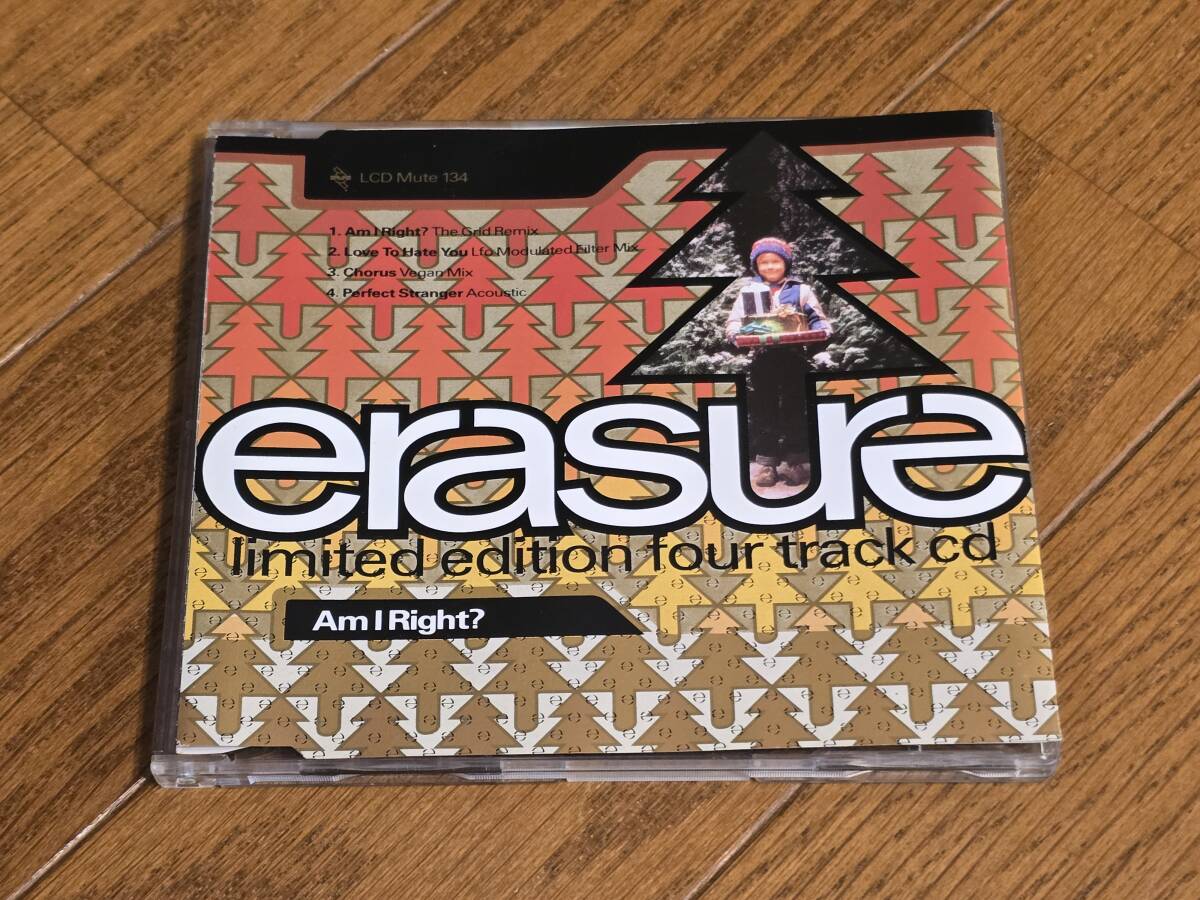 LCD Mute 134
1. Am I Right? The Grid Remix
2. Love To Hate You Lfo Modulated Filter Mix
3. Chorus Vegan Mix
4. Perfect Stranger Acoustic
erasure
limited edition four track cd
Am I Right?